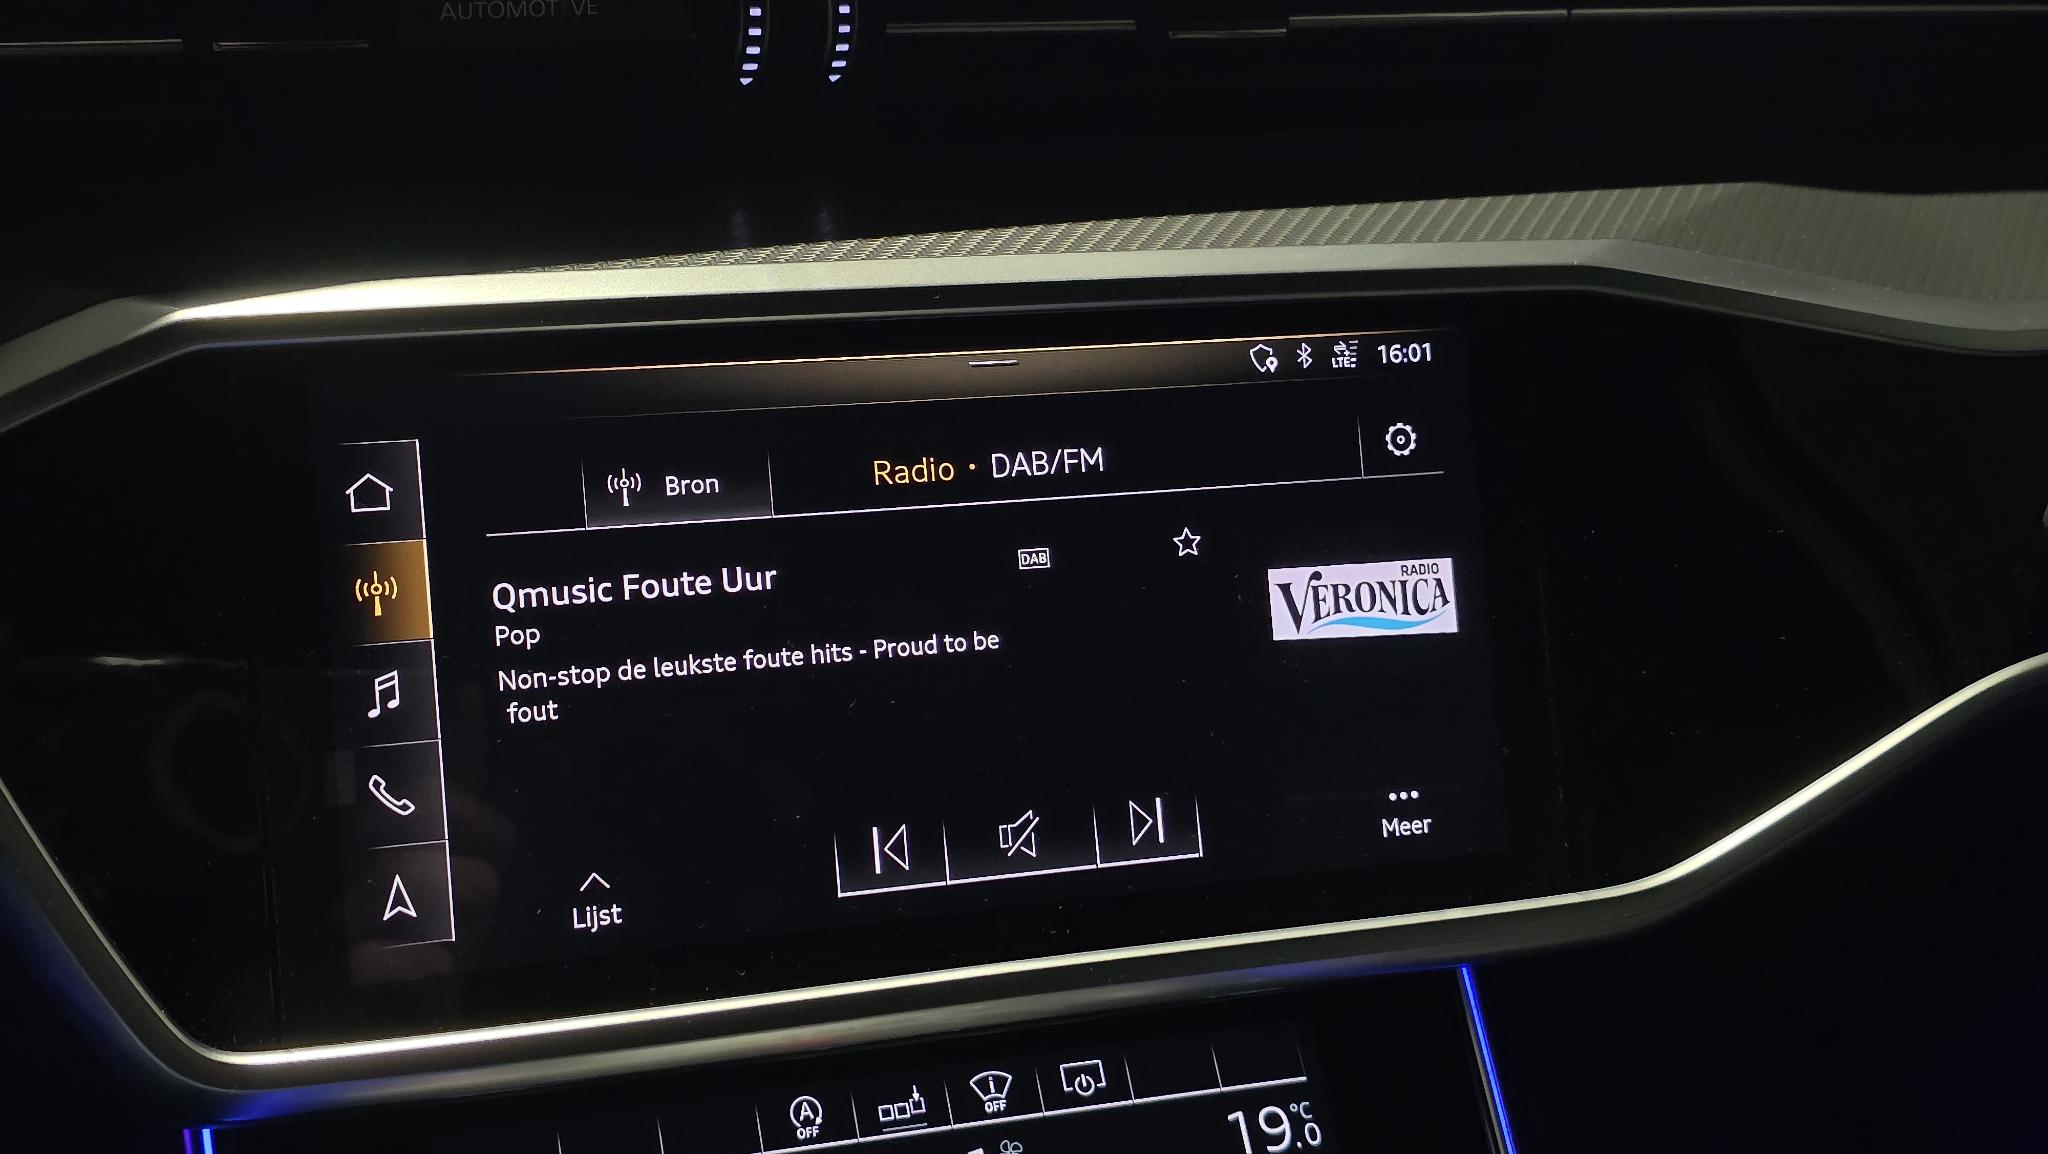 AUTOMOTIVE
LTE
16:01
Bron
Radio · DAB/FM
Qmusic Foute Uur
DAB
RADIO
VERONICA
Pop
Non-stop de leukste foute hits - Proud to be
fout
Lijst
Meer
A
OFF
i
OFF
19.0 °C